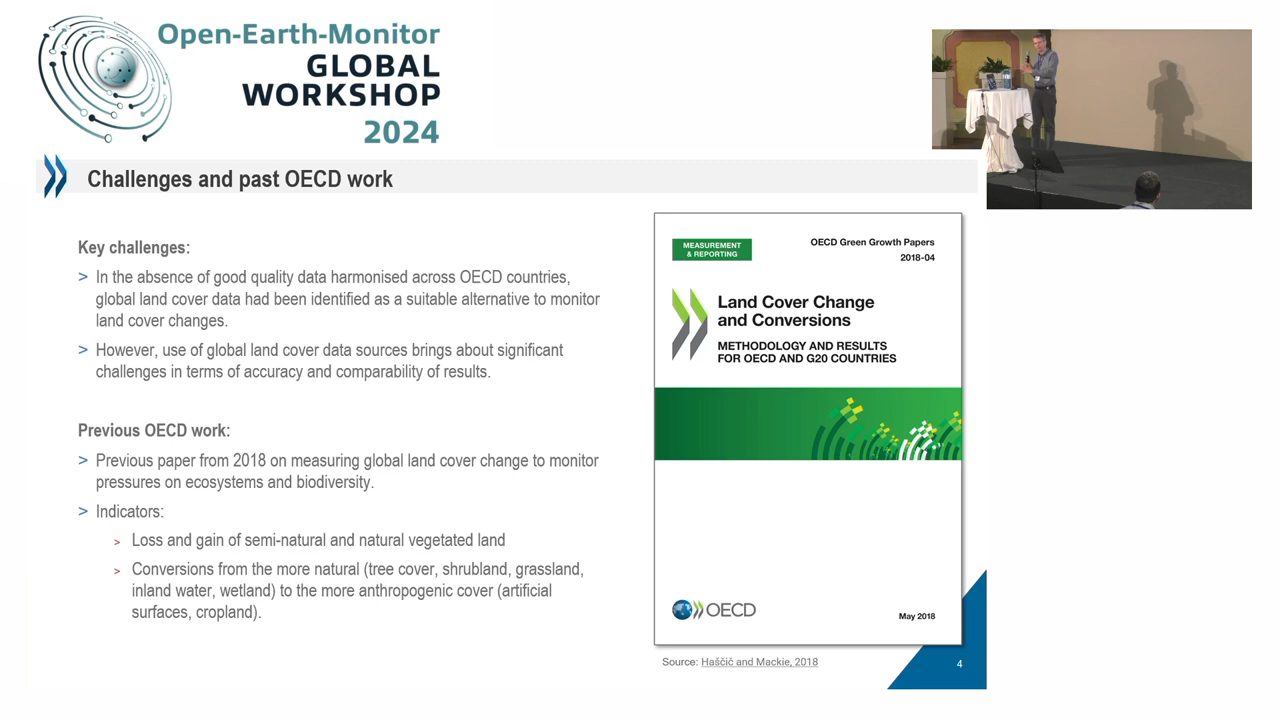 Open-Earth-Monitor
GLOBAL
WORKSHOP
2024
Challenges and past OECD work
Key challenges:
> In the absence of good quality data harmonised across OECD countries,
global land cover data had been identified as a suitable alternative to monitor
land cover changes.
> However, use of global land cover data sources brings about significant
challenges in terms of accuracy and comparability of results.
Previous OECD work:
> Previous paper from 2018 on measuring global land cover change to monitor
pressures on ecosystems and biodiversity.
> Indicators:
> Loss and gain of semi-natural and natural vegetated land
> Conversions from the more natural (tree cover, shrubland, grassland,
inland water, wetland) to the more anthropogenic cover (artificial
surfaces, cropland).
MEASUREMENT
& REPORTING
OECD Green Growth Papers
2018-04
Land Cover Change
and Conversions
METHODOLOGY AND RESULTS
FOR OECD AND G20 COUNTRIES
OECD
May 2018
Source: Haščič and Mackie, 2018
4